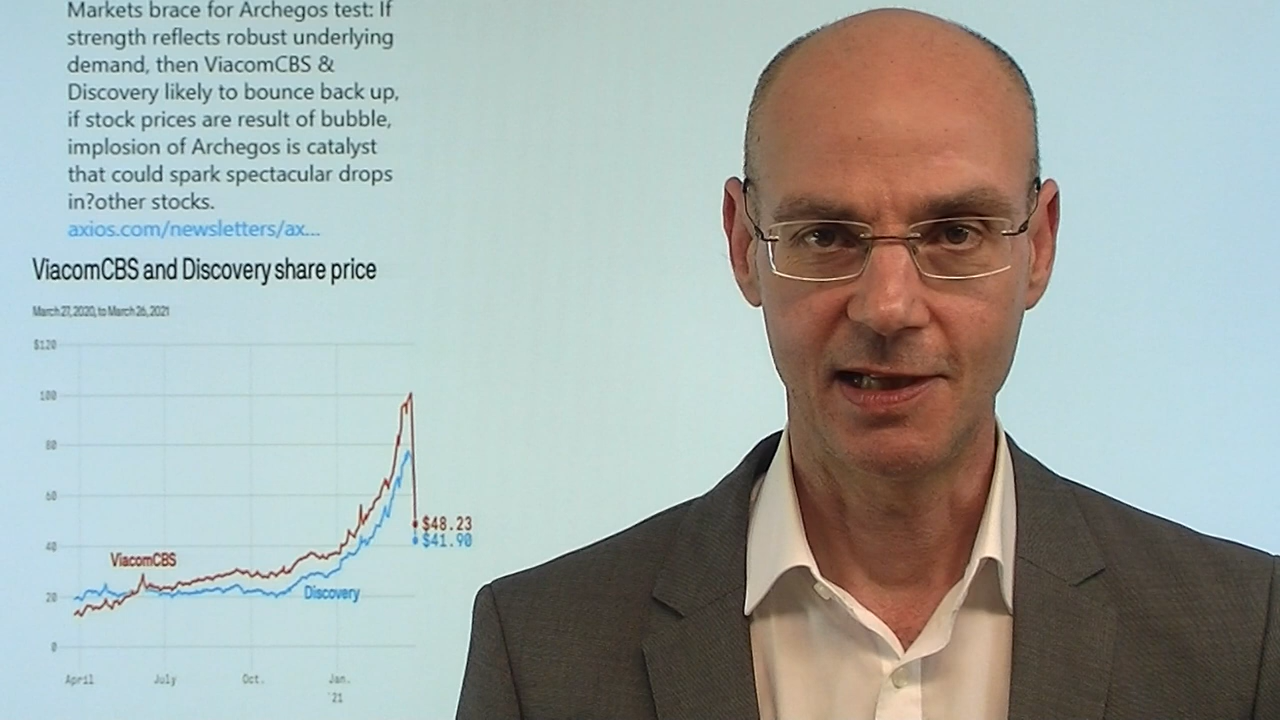 Markets brace for Archegos test: If
strength reflects robust underlying
demand, then ViacomCBS &
Discovery likely to bounce back up,
if stock prices are result of bubble,
implosion of Archegos is catalyst
that could spark spectacular drops
in?other stocks.
axios.com/newsletters/ax...
ViacomCBS and Discovery share price
March 27, 2020, to March 26, 2021
$120
100
80
60
$48.23
$41.90
40
ViacomCBS
Discovery
20
0
April July Oct. Jan.
'21